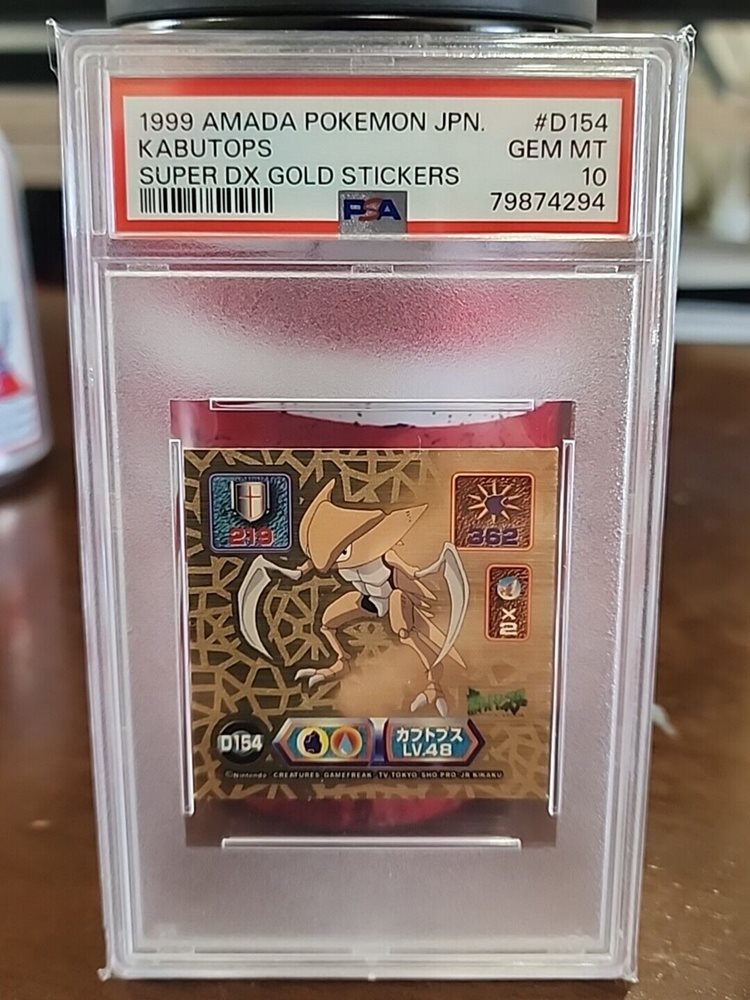 1999 AMADA POKEMON JPN. #D154
KABUTOPS GEM MT
SUPER DX GOLD STICKERS 10
PSA 79874294
219
362
X2
D154
カブトプス
LV.48
©Nintendo CREATURES GAMEFREAK TV TOKYO SHO PRO JR KIKAKU